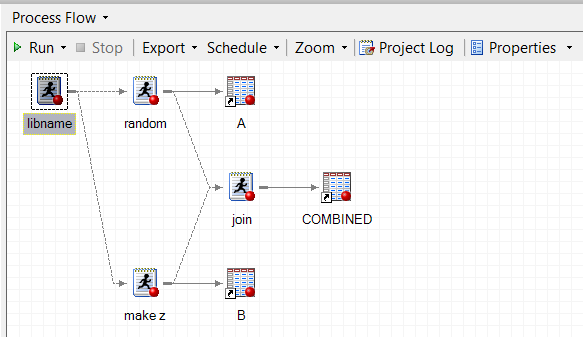 Process Flow
Run Stop Export Schedule Zoom Project Log Properties
libname random A
join COMBINED
make z B